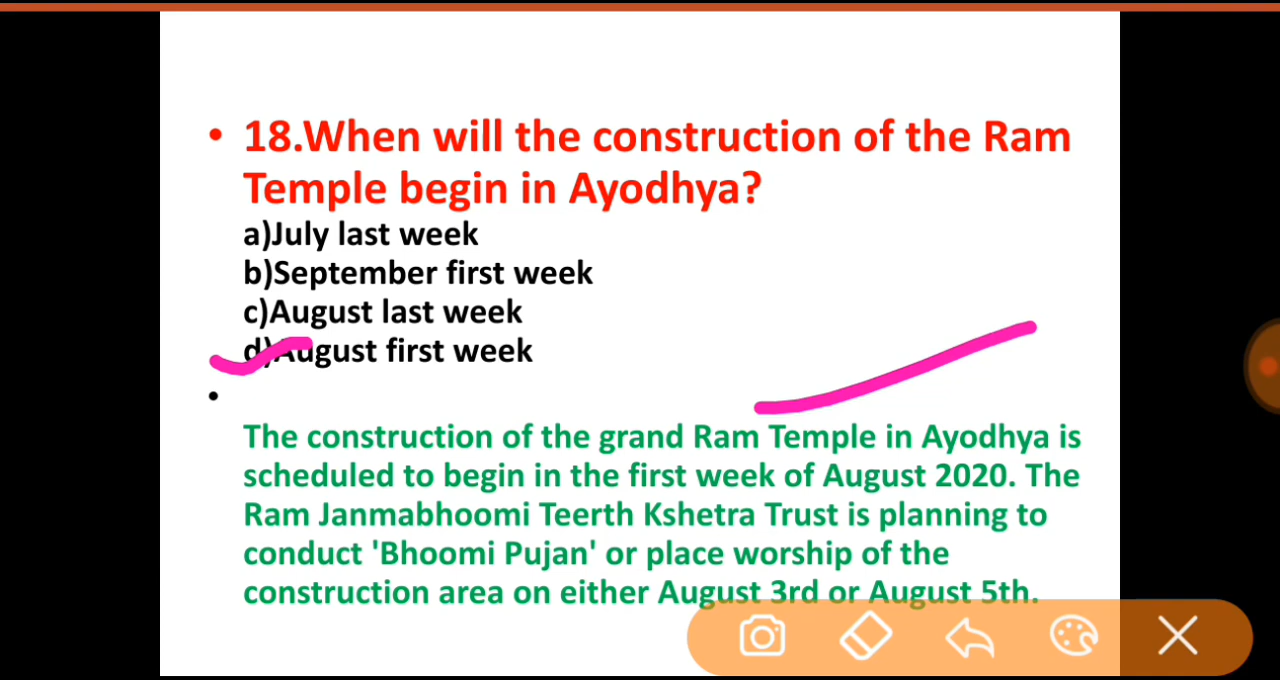 • 18.When will the construction of the Ram
Temple begin in Ayodhya?
a)July last week
b)September first week
c)August last week
d)August first week
•
The construction of the grand Ram Temple in Ayodhya is
scheduled to begin in the first week of August 2020. The
Ram Janmabhoomi Teerth Kshetra Trust is planning to
conduct 'Bhoomi Pujan' or place worship of the
construction area on either August 3rd or August 5th.